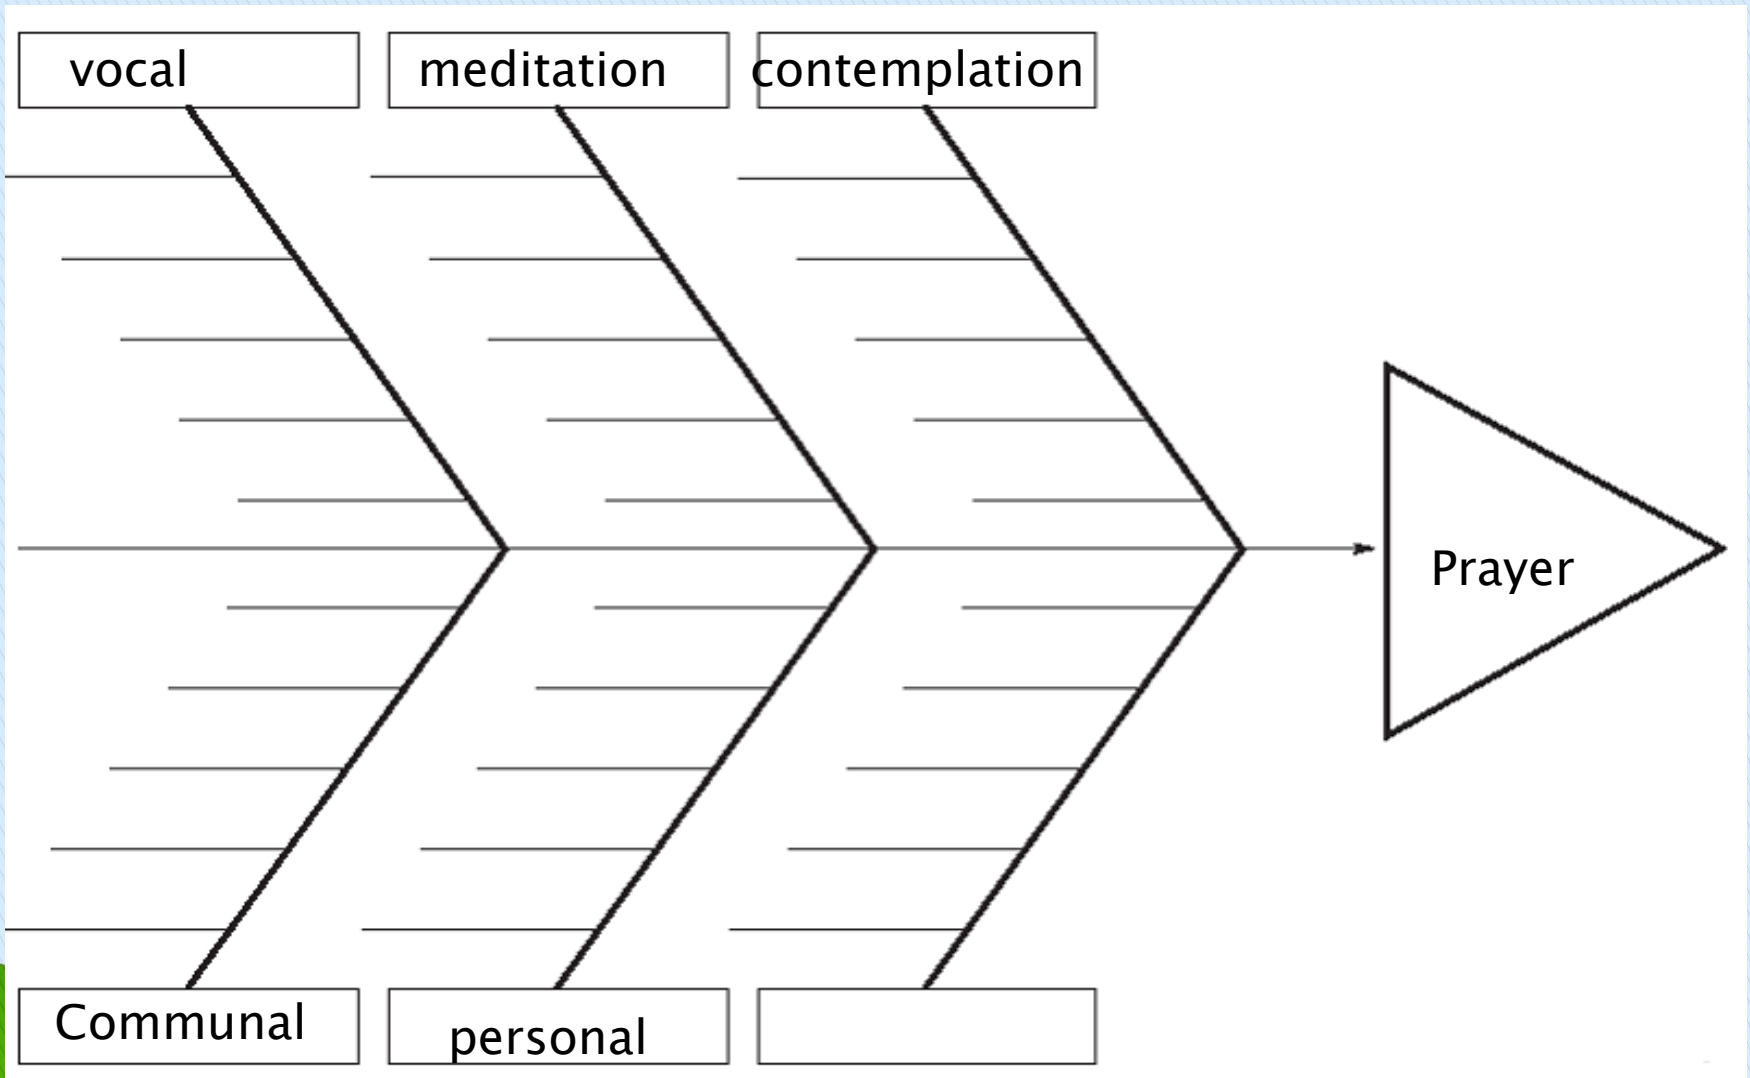 vocal
meditation
contemplation
Prayer
Communal
personal